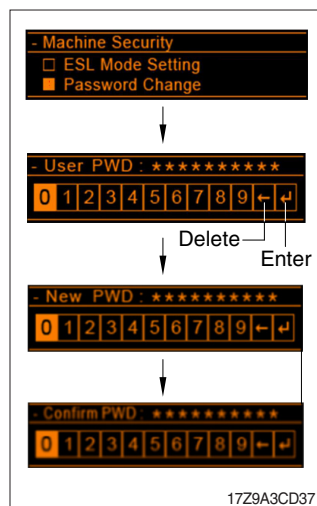 - Machine Security
□ ESL Mode Setting
■ Password Change
- User PWD : **********
0 1 2 3 4 5 6 7 8 9 ← ↵
Delete
Enter
- New PWD : **********
0 1 2 3 4 5 6 7 8 9 ← ↵
- Confirm PWD : **********
0 1 2 3 4 5 6 7 8 9 ← ↵
17Z9A3CD37